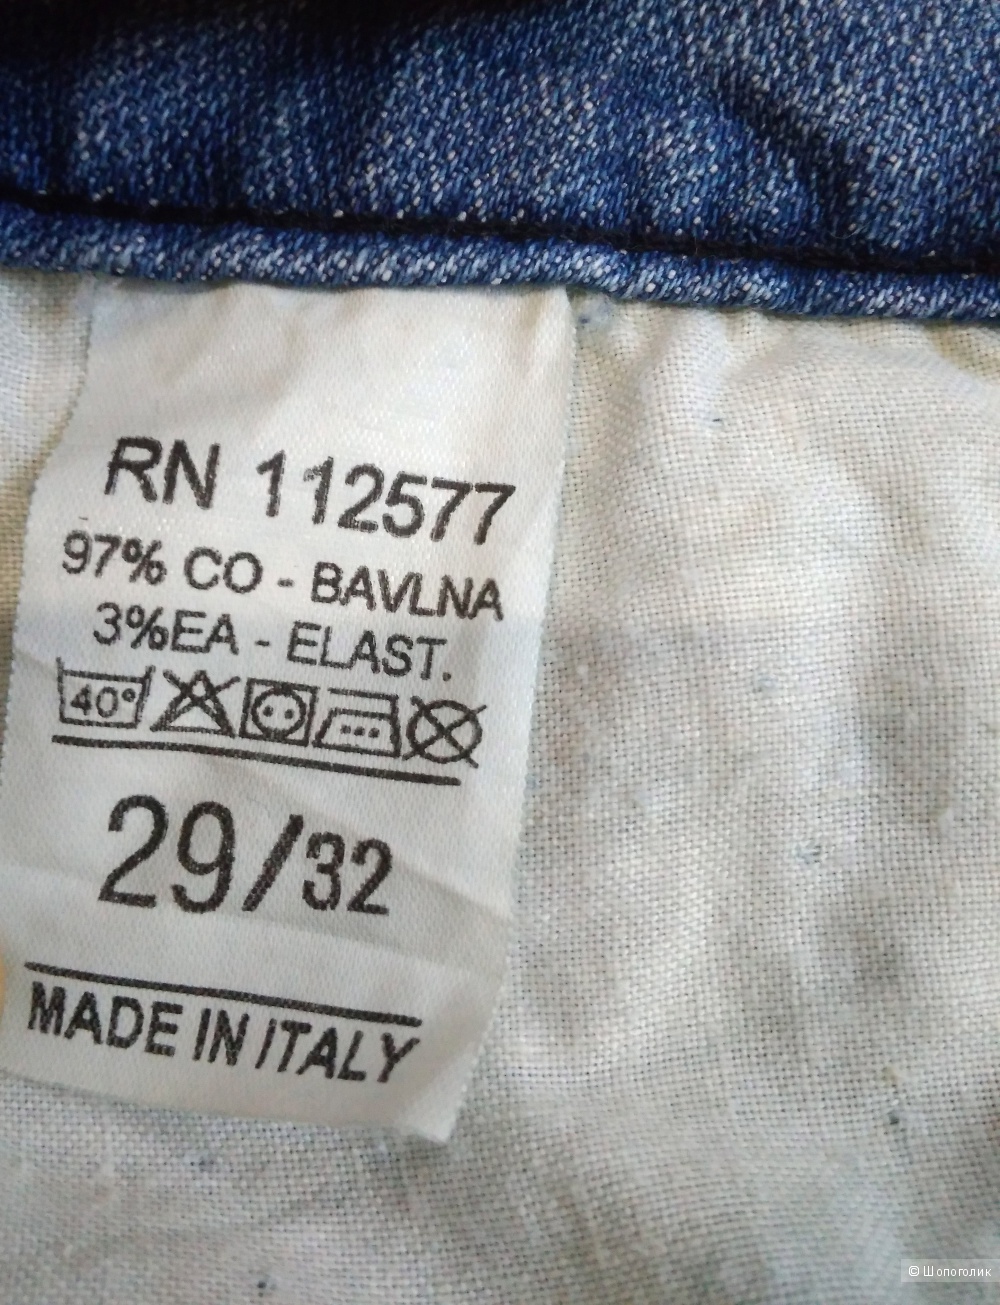 RN 112577
97% CO - BAVLNA
3%EA - ELAST.
40°
29/32
MADE IN ITALY
© Шопоголик